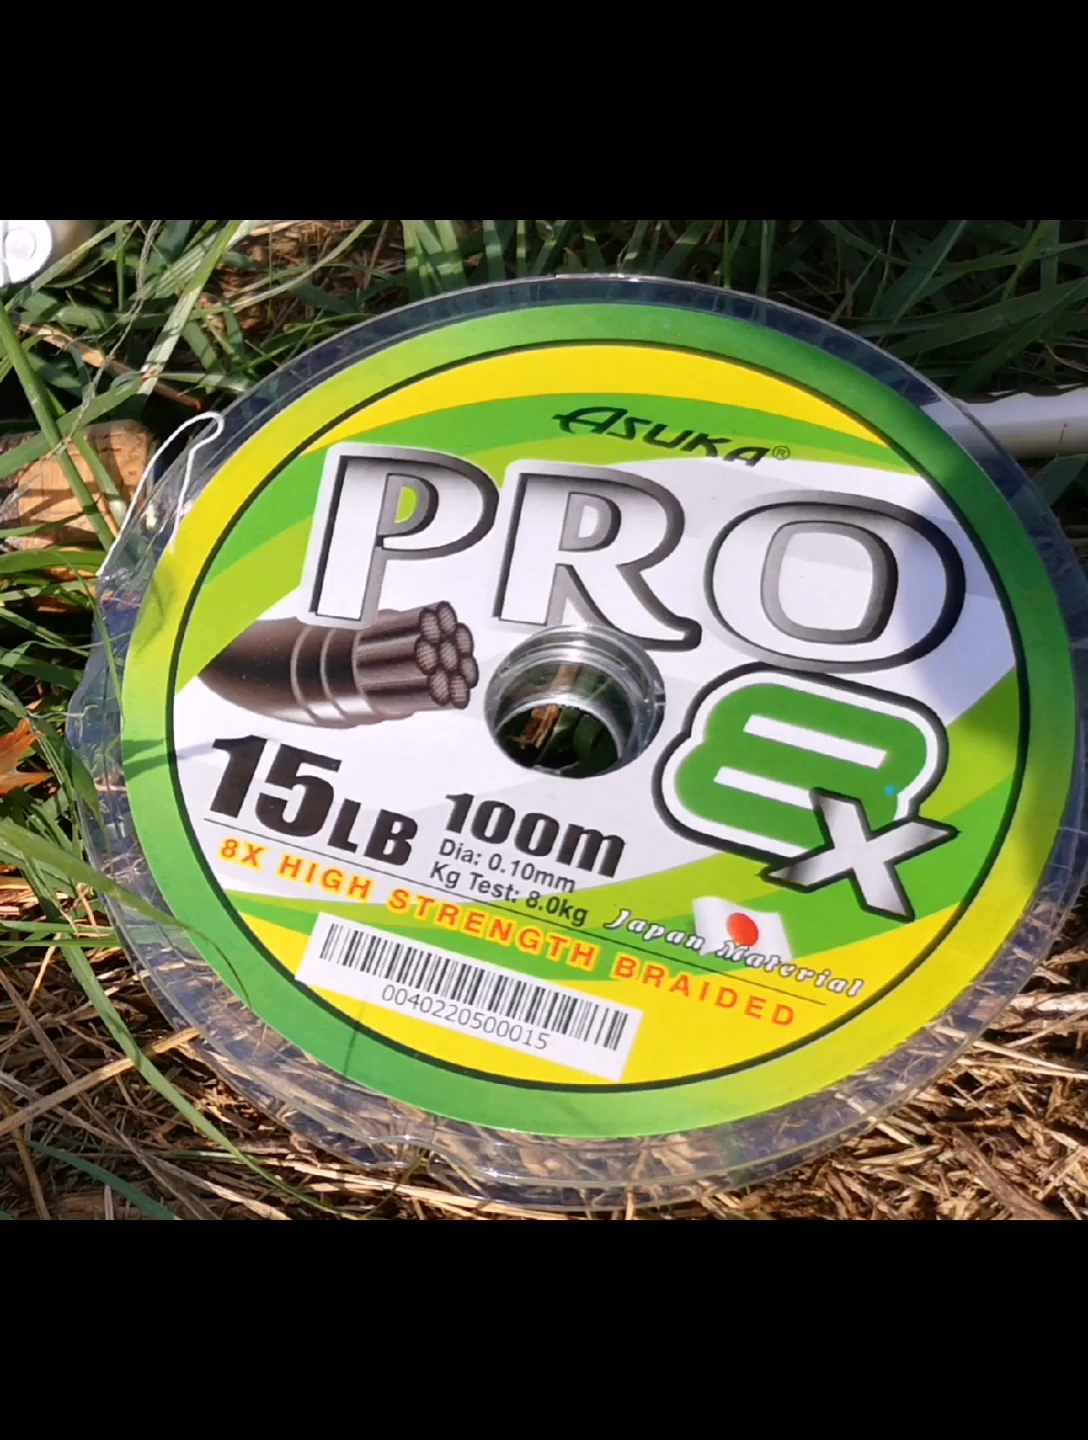 ASUKA®
PRO
8X
15LB
100m
Dia: 0.10mm
Kg Test: 8.0kg
Japan Material
8X HIGH STRENGTH BRAIDED
0040220500015